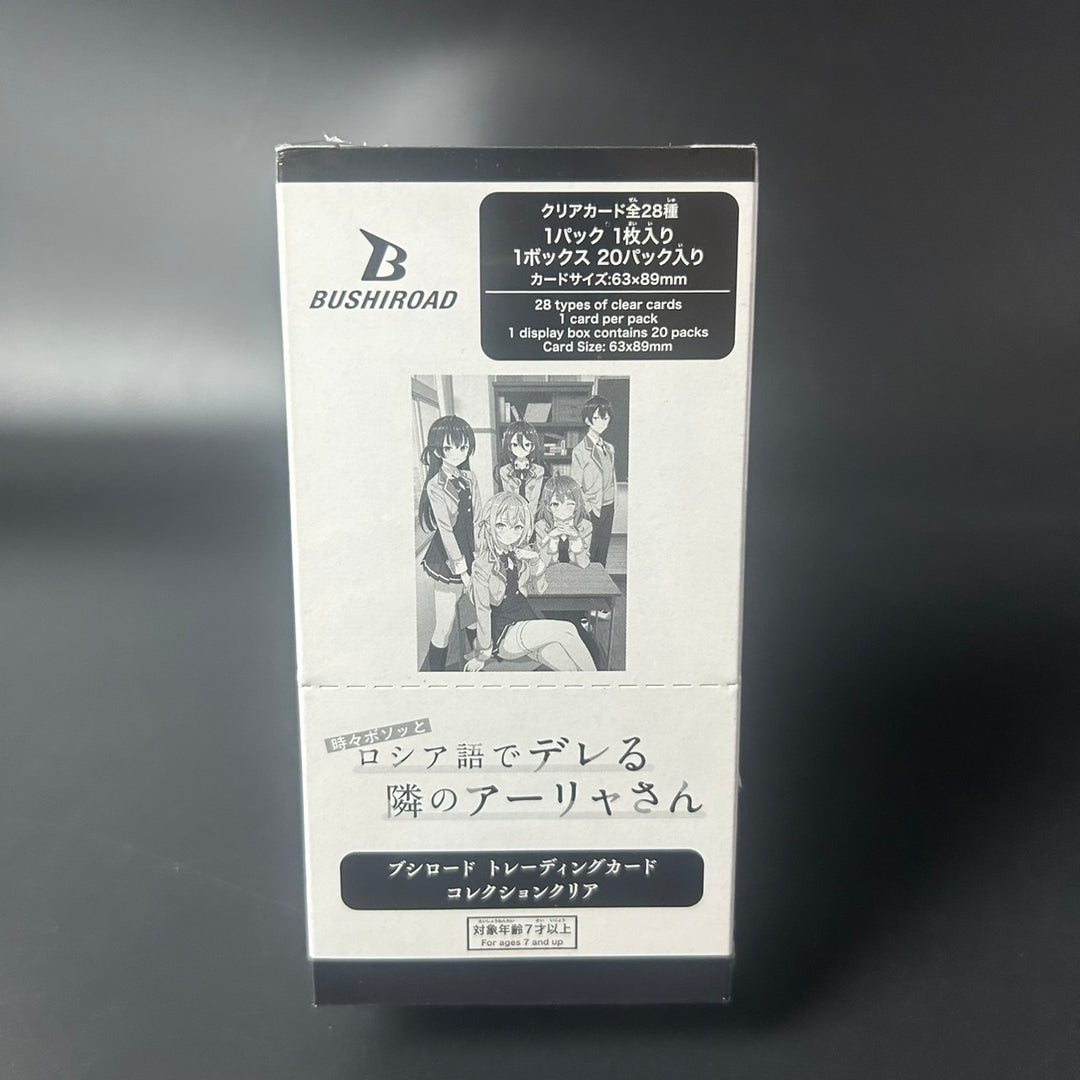 BUSHIROAD
クリアカード全28種
1パック 1枚入り
1ボックス 20パック入り
カードサイズ:63×89mm
28 types of clear cards
1 card per pack
1 display box contains 20 packs
Card Size: 63x89mm
時々ボソッと
ロシア語でデレる
隣のアーリャさん
ブシロード トレーディングカード
コレクションクリア
対象年齢7才以上
For ages 7 and up